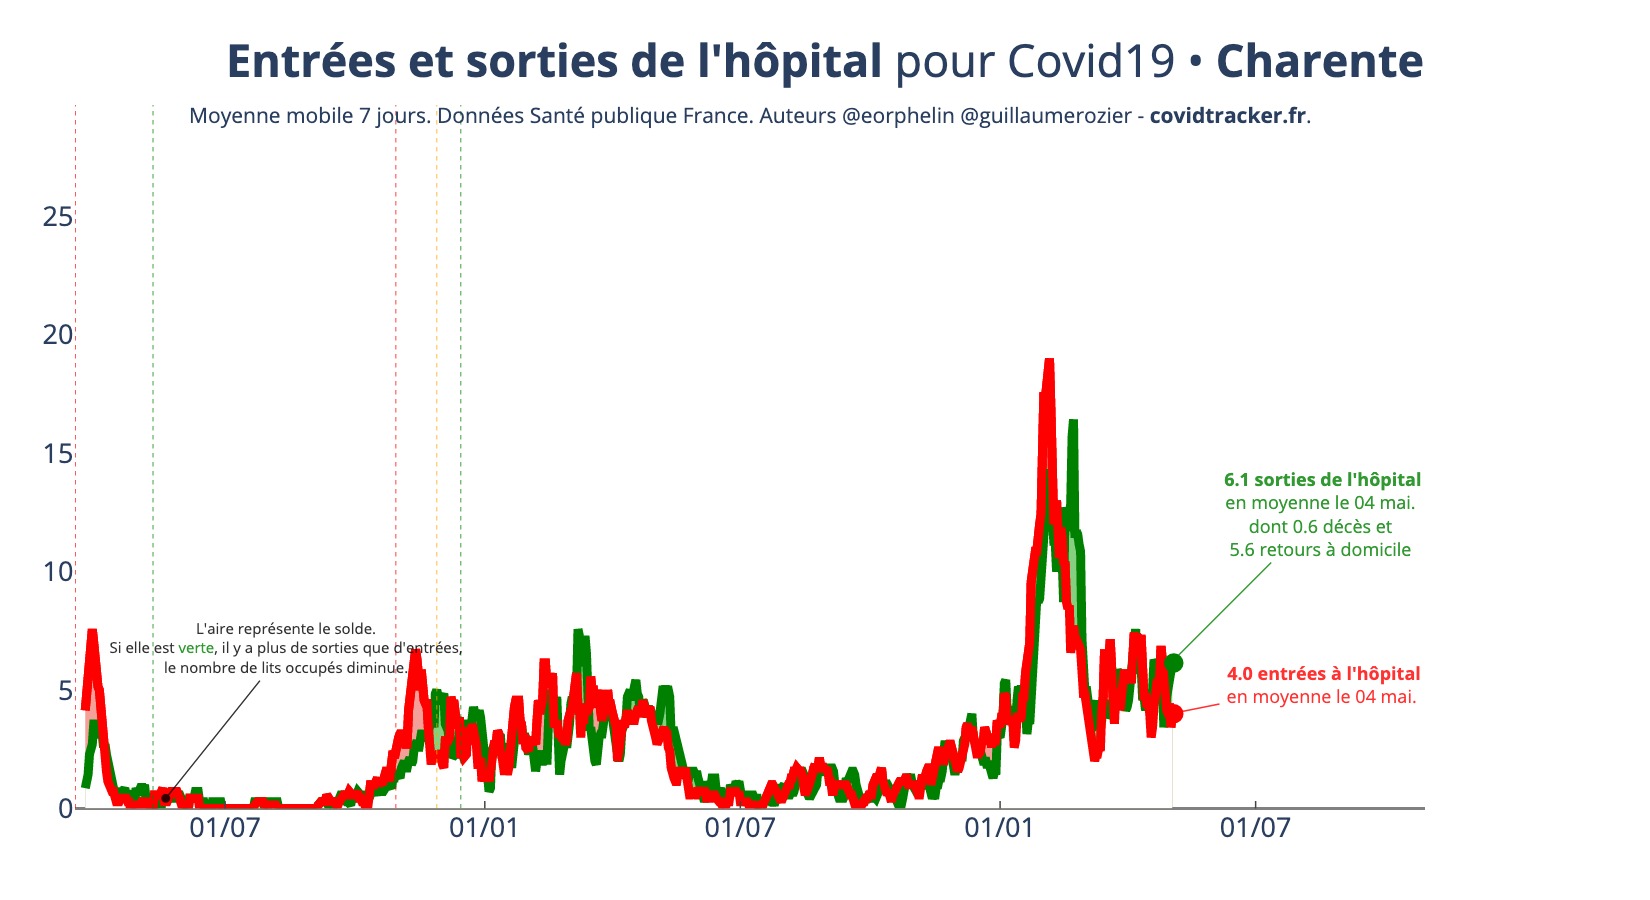 Entrées et sorties de l'hôpital pour Covid19 • Charente
Moyenne mobile 7 jours. Données Santé publique France. Auteurs @eorphelin @guillaumerozier - covidtracker.fr.
25
20
15
10
5
0
L'aire représente le solde.
Si elle est verte, il y a plus de sorties que d'entrées,
le nombre de lits occupés diminue.
6.1 sorties de l'hôpital
en moyenne le 04 mai.
dont 0.6 décès et
5.6 retours à domicile
4.0 entrées à l'hôpital
en moyenne le 04 mai.
01/07
01/01
01/07
01/01
01/07